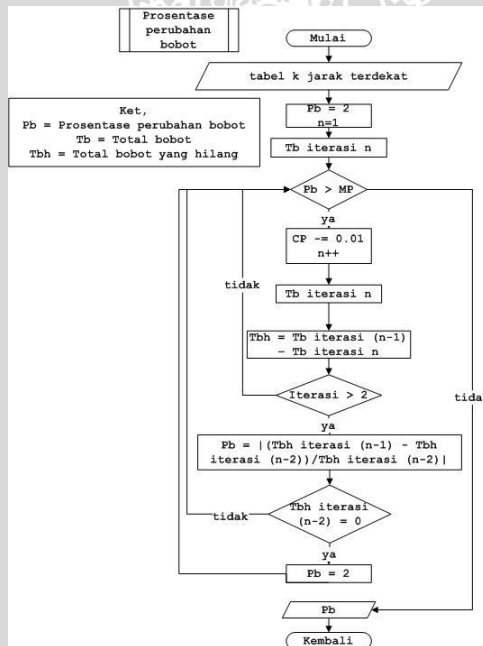 Prosentase
perubahan
bobot
Mulai
tabel k jarak terdekat
Ket,
Pb = Prosentase perubahan bobot
Tb = Total bobot
Tbh = Total bobot yang hilang
Pb = 2
n=1
Tb iterasi n
Pb > MP
ya
CP -= 0.01
n++
tidak
Tb iterasi n
Tbh = Tb iterasi (n-1)
- Tb iterasi n
Iterasi > 2
tida
ya
Pb = |(Tbh iterasi (n-1) - Tbh
iterasi (n-2))/Tbh iterasi (n-2)|
Tbh iterasi
(n-2) = 0
tidak
ya
Pb = 2
Pb
Kembali